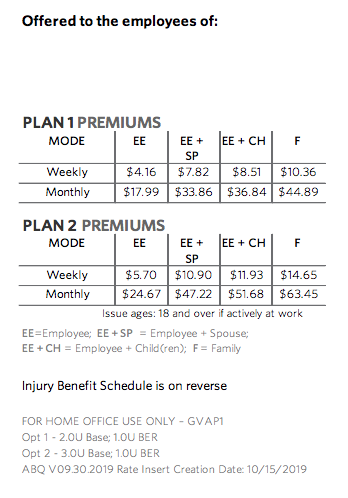 Offered to the employees of:
PLAN 1 PREMIUMS
MODE EE EE + SP EE + CH F
Weekly $4.16 $7.82 $8.51 $10.36
Monthly $17.99 $33.86 $36.84 $44.89
PLAN 2 PREMIUMS
MODE EE EE + SP EE + CH F
Weekly $5.70 $10.90 $11.93 $14.65
Monthly $24.67 $47.22 $51.68 $63.45
Issue ages: 18 and over if actively at work
EE=Employee; EE + SP = Employee + Spouse;
EE + CH = Employee + Child(ren); F = Family
Injury Benefit Schedule is on reverse
FOR HOME OFFICE USE ONLY - GVAP1
Opt 1 - 2.0U Base; 1.0U BER
Opt 2 - 3.0U Base; 1.0U BER
ABQ V09.30.2019 Rate Insert Creation Date: 10/15/2019